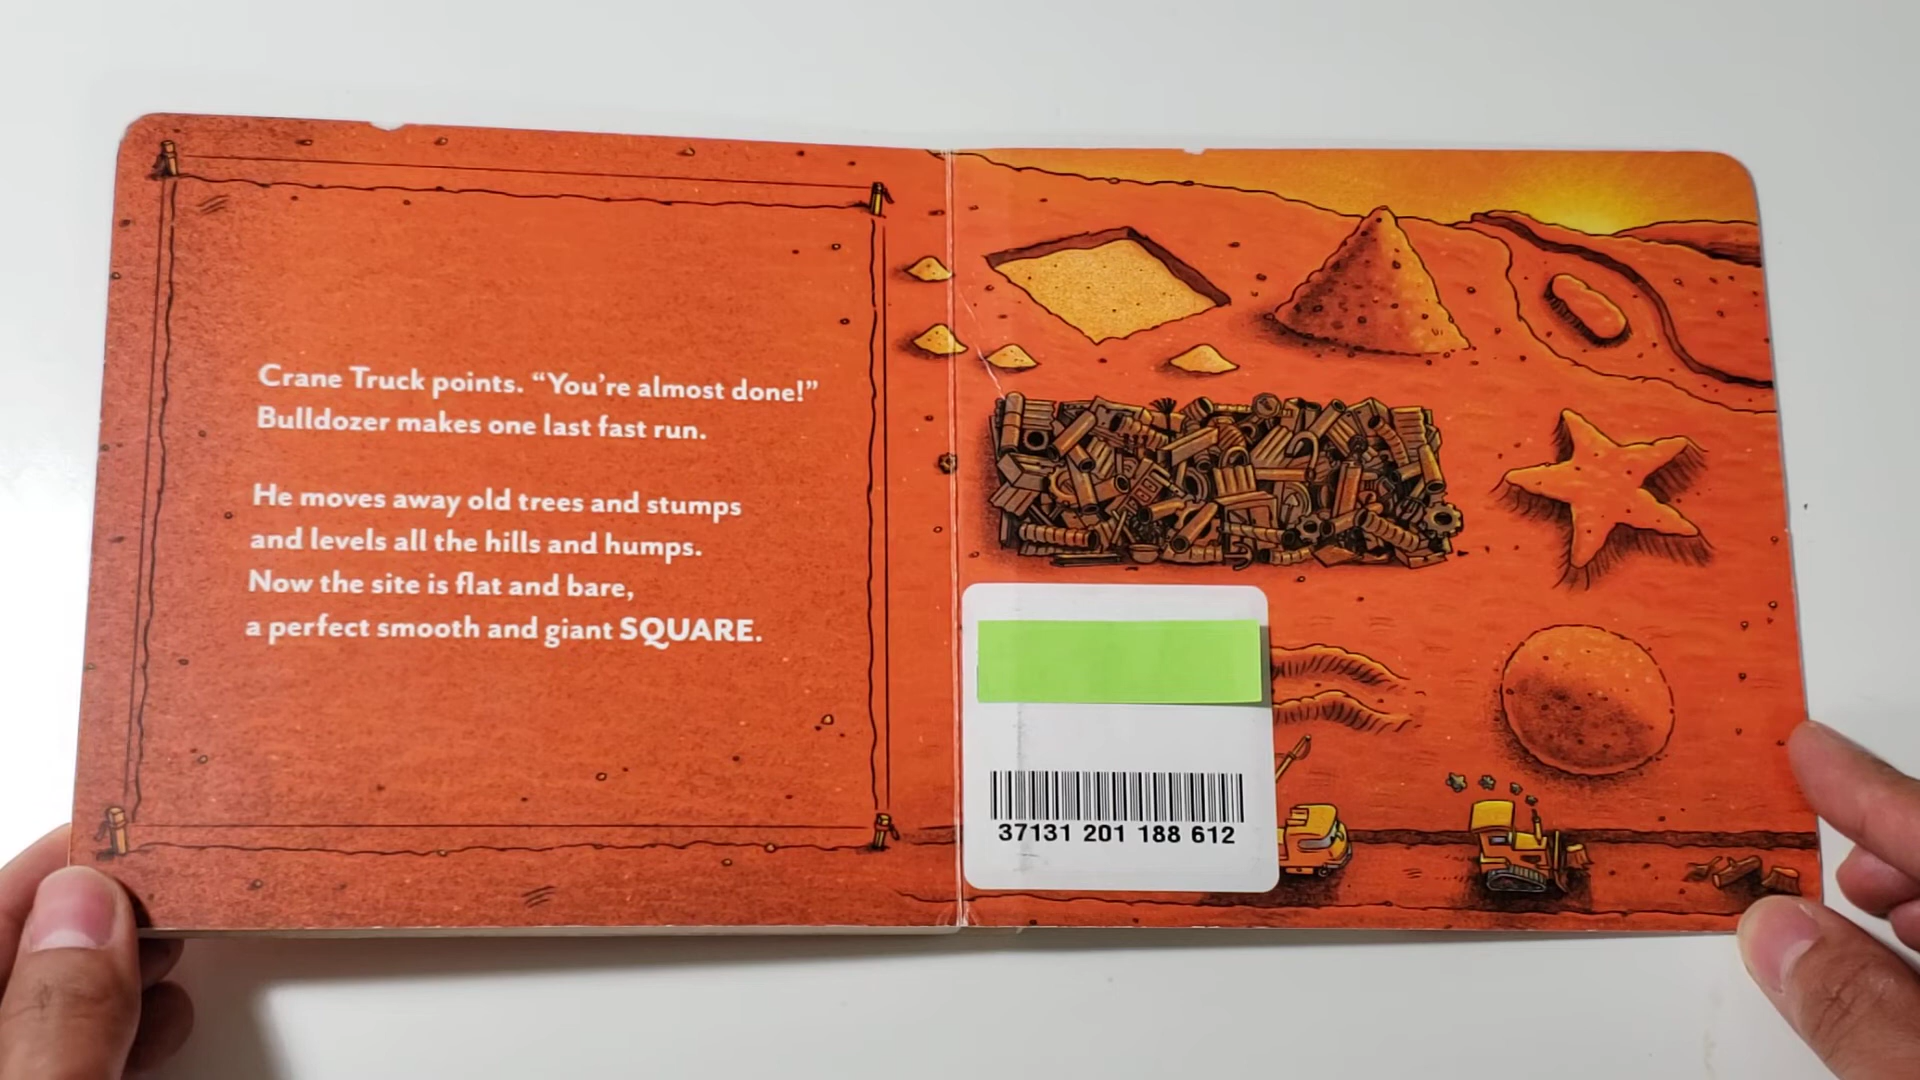 Crane Truck points. “You’re almost done!”
Bulldozer makes one last fast run.
He moves away old trees and stumps
and levels all the hills and humps.
Now the site is flat and bare,
a perfect smooth and giant SQUARE.
37131 201 188 612